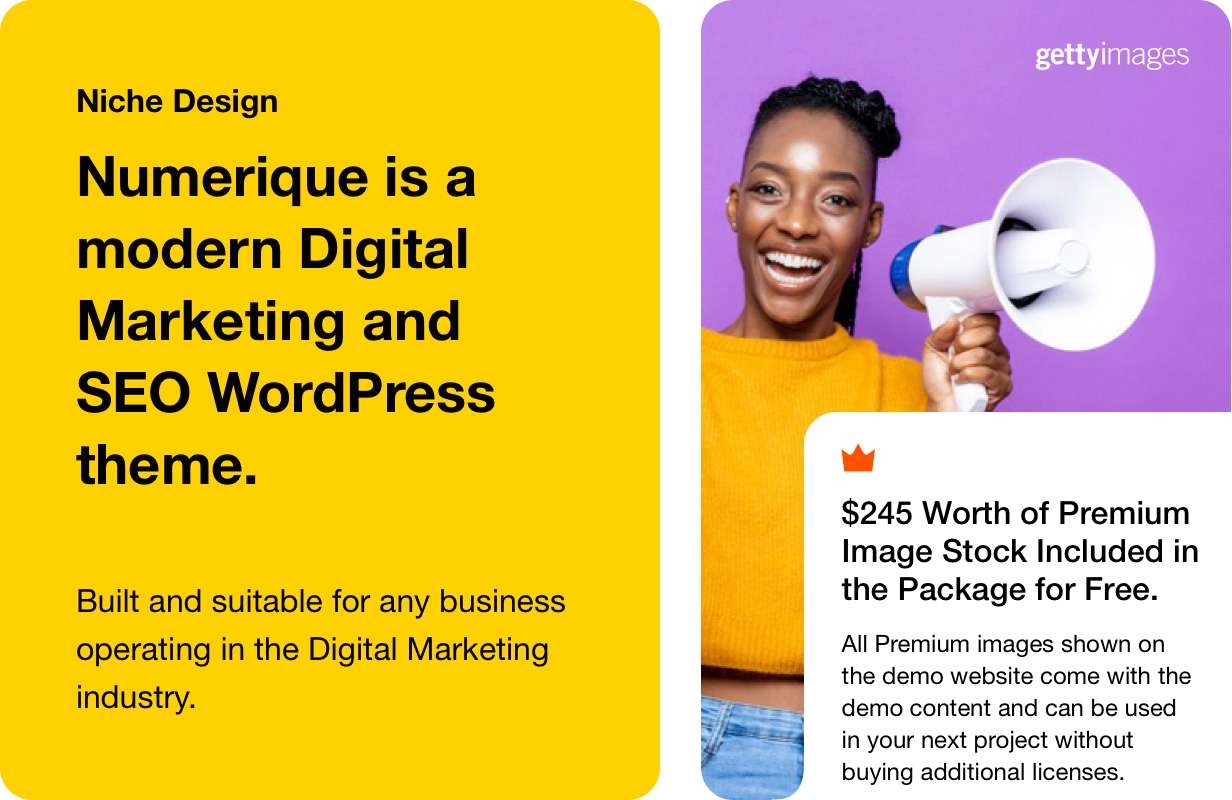 Niche Design
Numerique is a
modern Digital
Marketing and
SEO WordPress
theme.
Built and suitable for any business
operating in the Digital Marketing
industry.
gettyimages
$245 Worth of Premium
Image Stock Included in
the Package for Free.
All Premium images shown on
the demo website come with the
demo content and can be used
in your next project without
buying additional licenses.